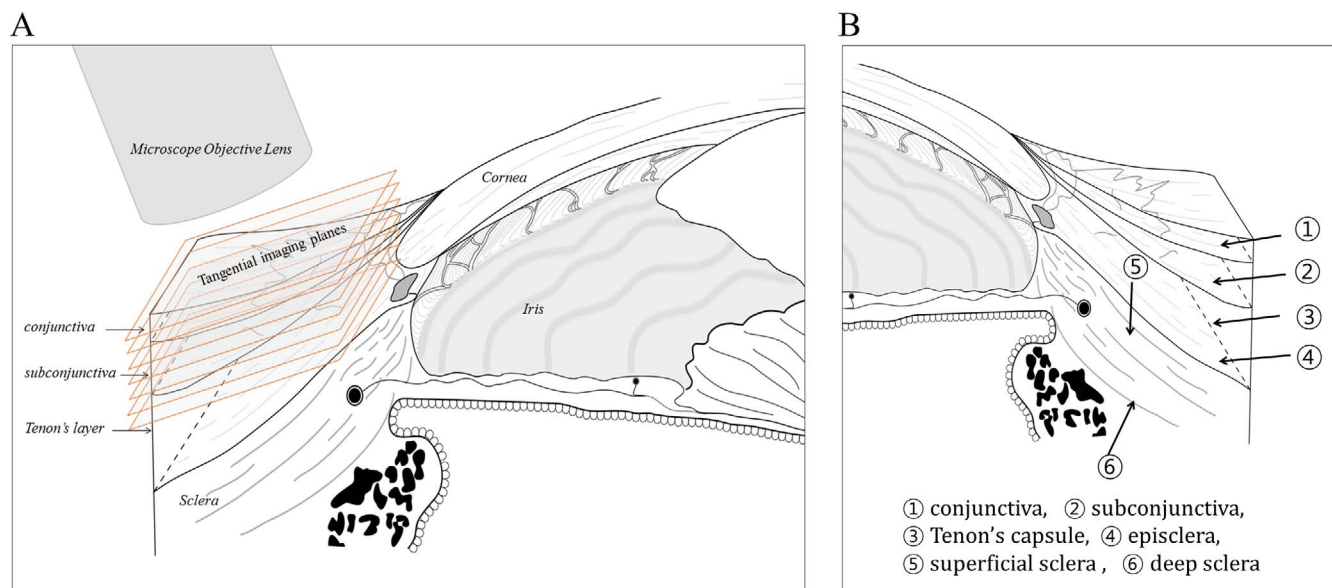 A
Microscope Objective Lens
Cornea
Tangential imaging planes
Iris
conjunctiva
subconjunctiva
Tenon's layer
Sclera
B
①
②
⑤
③
④
⑥
① conjunctiva, ② subconjunctiva,
③ Tenon's capsule, ④ episclera,
⑤ superficial sclera , ⑥ deep sclera